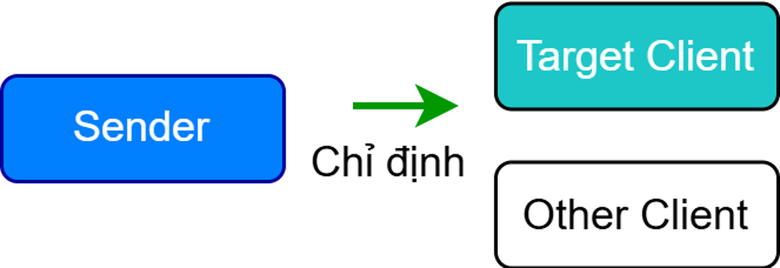 Sender
Chỉ định
Target Client
Other Client